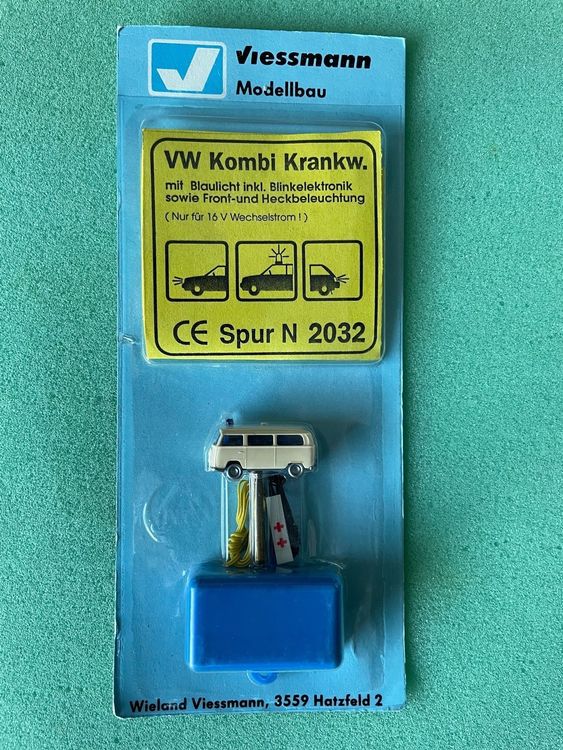 Viessmann
Modellbau
VW Kombi Krankw.
mit Blaulicht inkl. Blinkelektronik
sowie Front-und Heckbeleuchtung
( Nur für 16 V Wechselstrom ! )
CE Spur N 2032
Wieland Viessmann, 3559 Hatzfeld 2